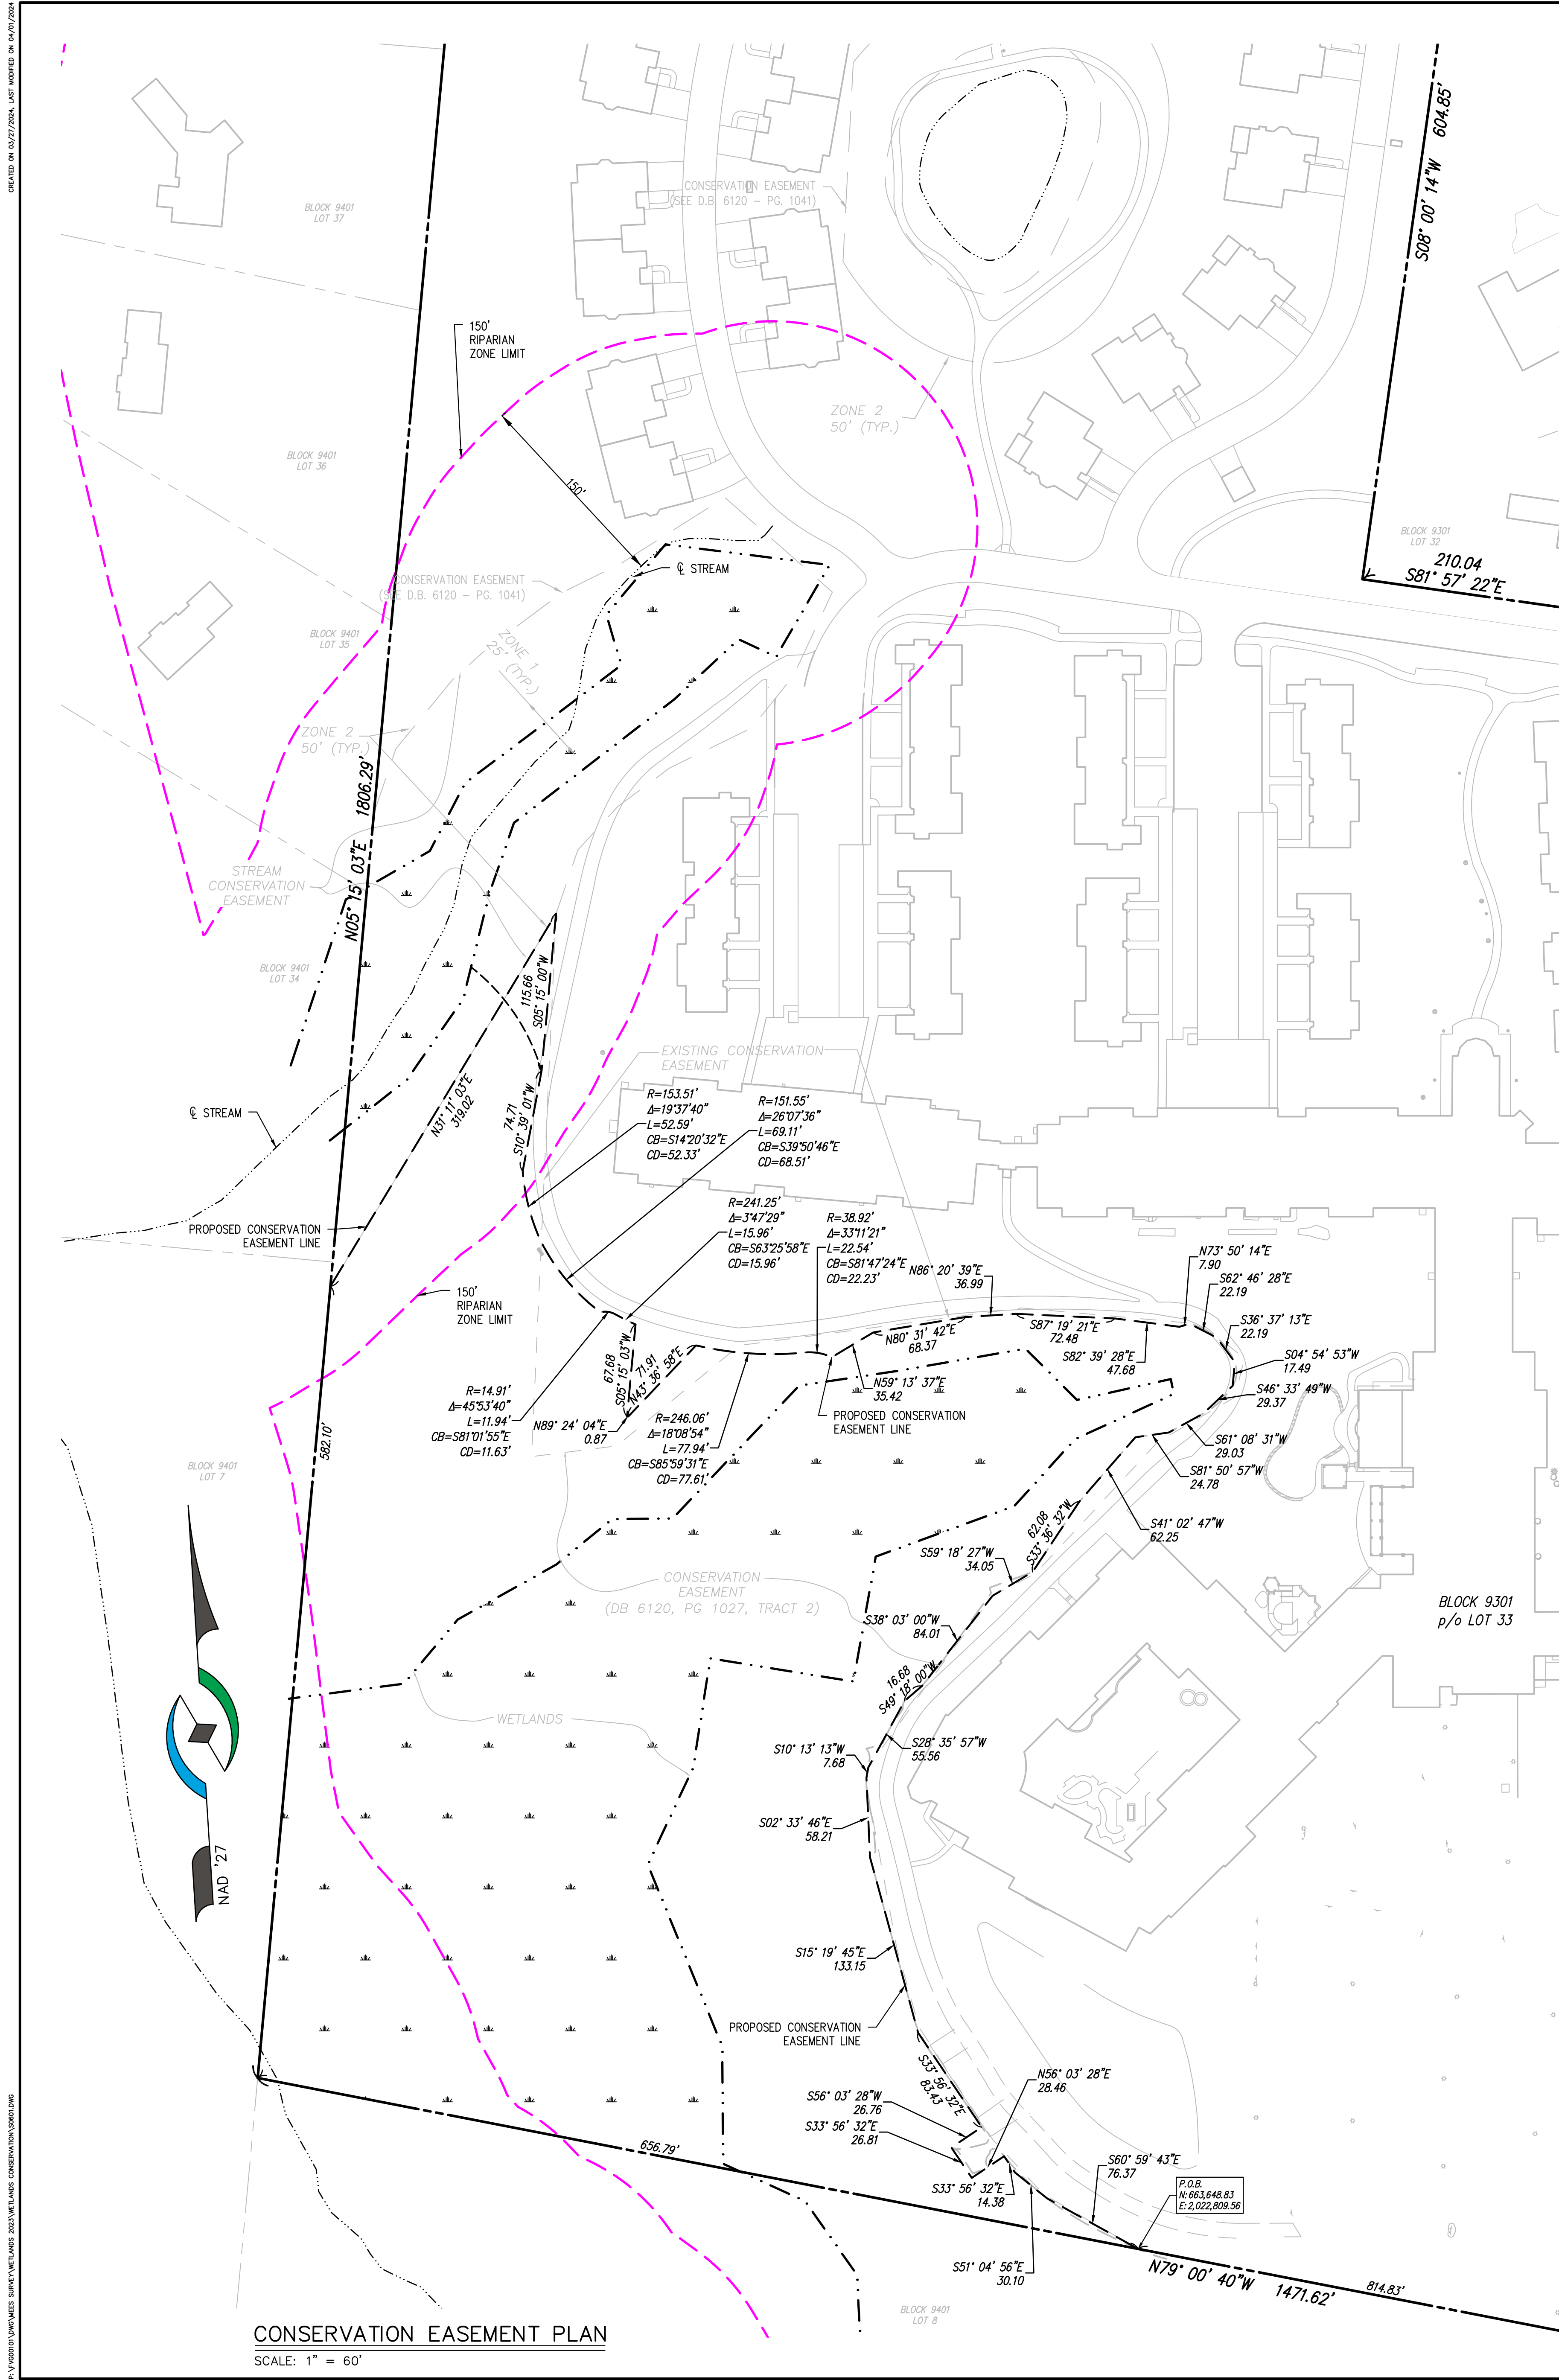 CREATED ON 03/27/2024, LAST MODIFIED ON 04/01/2024
BLOCK 9401
LOT 37
CONSERVATION EASEMENT
(SEE D.B. 6120 - PG. 1041)
S08° 00' 14"W 604.85'
150'
RIPARIAN
ZONE LIMIT
ZONE 2
50' (TYP.)
BLOCK 9401
LOT 36
150'
BLOCK 9301
LOT 32
210.04
S81° 57' 22"E
℄ STREAM
CONSERVATION EASEMENT
(SEE D.B. 6120 - PG. 1041)
BLOCK 9401
LOT 35
ZONE 1
25' (TYP.)
ZONE 2
50' (TYP.)
N05° 15' 03"E 1806.29'
STREAM
CONSERVATION
EASEMENT
BLOCK 9401
LOT 34
115.66
S05° 15' 00"W
EXISTING CONSERVATION
EASEMENT
N31° 11' 03"E
319.02
74.71
S10° 39' 01"W
R=153.51'
Δ=19°37'40"
L=52.59'
CB=S14°20'32"E
CD=52.33'
R=151.55'
Δ=26°07'36"
L=69.11'
CB=S39°50'46"E
CD=68.51'
℄ STREAM
R=241.25'
Δ=3°47'29"
L=15.96'
CB=S63°25'58"E
CD=15.96'
R=38.92'
Δ=33°11'21"
L=22.54'
CB=S81°47'24"E
CD=22.23'
PROPOSED CONSERVATION
EASEMENT LINE
N86° 20' 39"E
36.99
N73° 50' 14"E
7.90
S62° 46' 28"E
22.19
150'
RIPARIAN
ZONE LIMIT
N80° 31' 42"E
68.37
S87° 19' 21"E
72.48
S36° 37' 13"E
22.19
S82° 39' 28"E
47.68
S04° 54' 53"W
17.49
67.68
S05° 15' 03"W
71.91
N43° 36' 58"E
N59° 13' 37"E
35.42
S46° 33' 49"W
29.37
R=14.91'
Δ=45°53'40"
L=11.94'
CB=S81°01'55"E
CD=11.63'
N89° 24' 04"E
0.87
R=246.06'
Δ=18°08'54"
L=77.94'
CB=S85°59'31"E
CD=77.61'
PROPOSED CONSERVATION
EASEMENT LINE
S61° 08' 31"W
29.03
582.10'
BLOCK 9401
LOT 7
S81° 50' 57"W
24.78
62.08
S33° 36' 32"W
S41° 02' 47"W
62.25
S59° 18' 27"W
34.05
CONSERVATION
EASEMENT
(DB 6120, PG 1027, TRACT 2)
BLOCK 9301
p/o LOT 33
S38° 03' 00"W
84.01
16.68
S49° 18' 00"W
WETLANDS
S28° 35' 57"W
55.56
S10° 13' 13"W
7.68
S02° 33' 46"E
58.21
NAD '27
S15° 19' 45"E
133.15
PROPOSED CONSERVATION
EASEMENT LINE
S33° 56' 32"E
83.43
N56° 03' 28"E
28.46
S56° 03' 28"W
26.76
S33° 56' 32"E
26.81
656.79'
S60° 59' 43"E
76.37
S33° 56' 32"E
14.38
P.O.B.
N: 663,648.83
E: 2,022,809.56
S51° 04' 56"E
30.10
N79° 00' 40"W 1471.62'
814.83'
BLOCK 9401
LOT 8
CONSERVATION EASEMENT PLAN
SCALE: 1" = 60'
P:\FVG00101\DWG\MEES SURVEY\WETLANDS 2023\WETLANDS CONSERVATION\S0601.DWG